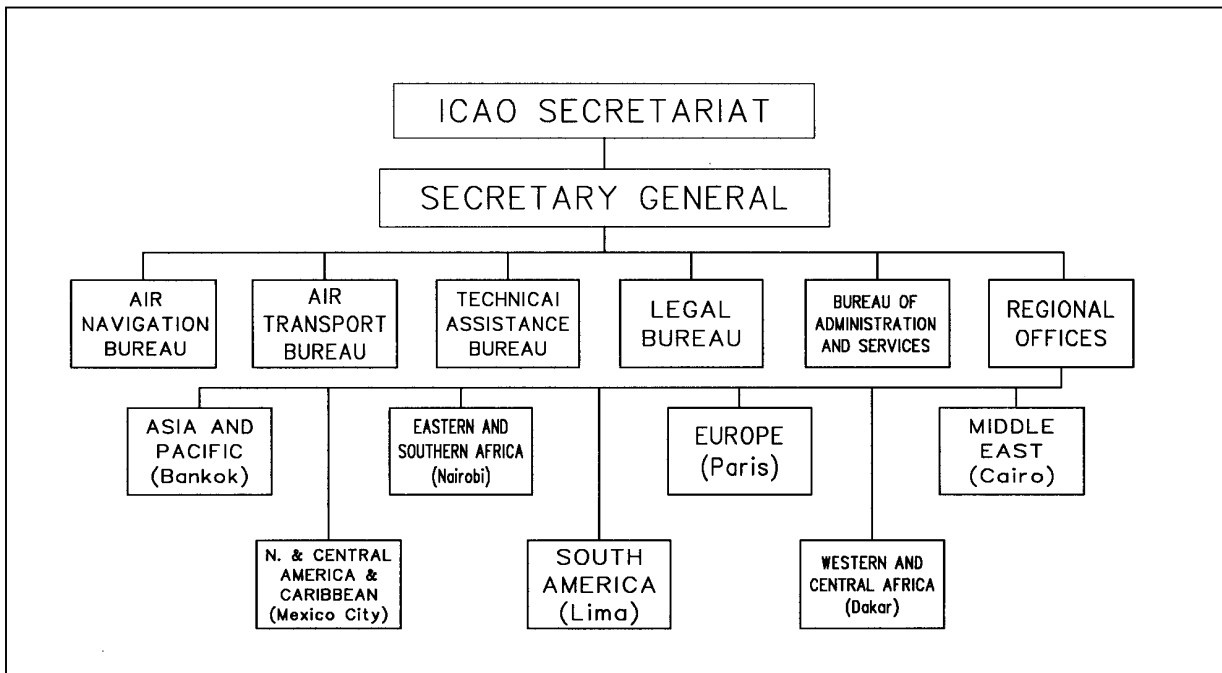 ICAO SECRETARIAT
SECRETARY GENERAL
AIR
NAVIGATION
BUREAU
AIR
TRANSPORT
BUREAU
TECHNICAI
ASSISTANCE
BUREAU
LEGAL
BUREAU
BUREAU OF
ADMINISTRATION
AND SERVICES
REGIONAL
OFFICES
ASIA AND
PACIFIC
(Bankok)
EASTERN AND
SOUTHERN AFRICA
(Nairobi)
EUROPE
(Paris)
MIDDLE
EAST
(Cairo)
N. & CENTRAL
AMERICA &
CARIBBEAN
(Mexico City)
SOUTH
AMERICA
(Lima)
WESTERN AND
CENTRAL AFRICA
(Dakar)